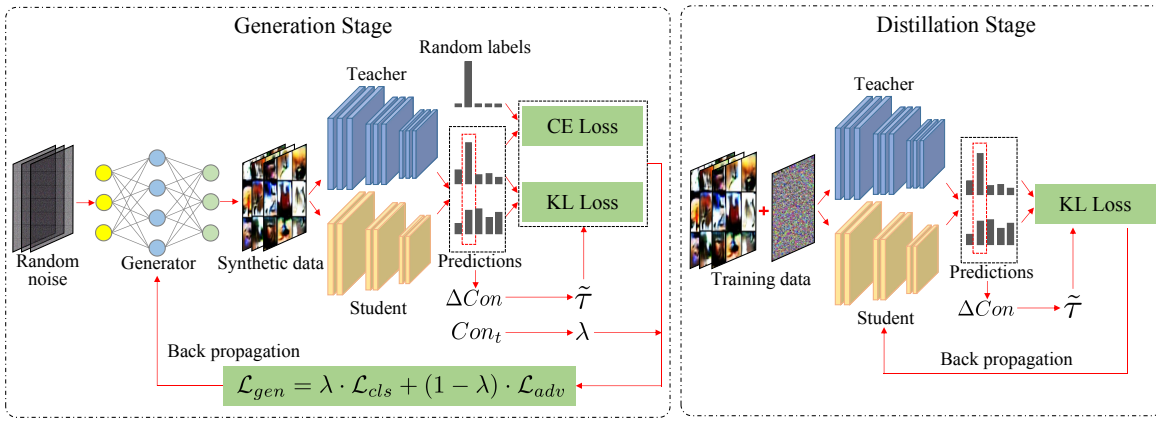 Generation Stage
Random labels
Teacher
CE Loss
KL Loss
Random
noise
Generator
Synthetic data
Student
Predictions
ΔCon
τ̃
Con_t
λ
Back propagation
ℒ_gen = λ · ℒ_cls + (1 − λ) · ℒ_adv
Distillation Stage
Teacher
+
KL Loss
Training data
Predictions
Student
ΔCon
τ̃
Back propagation